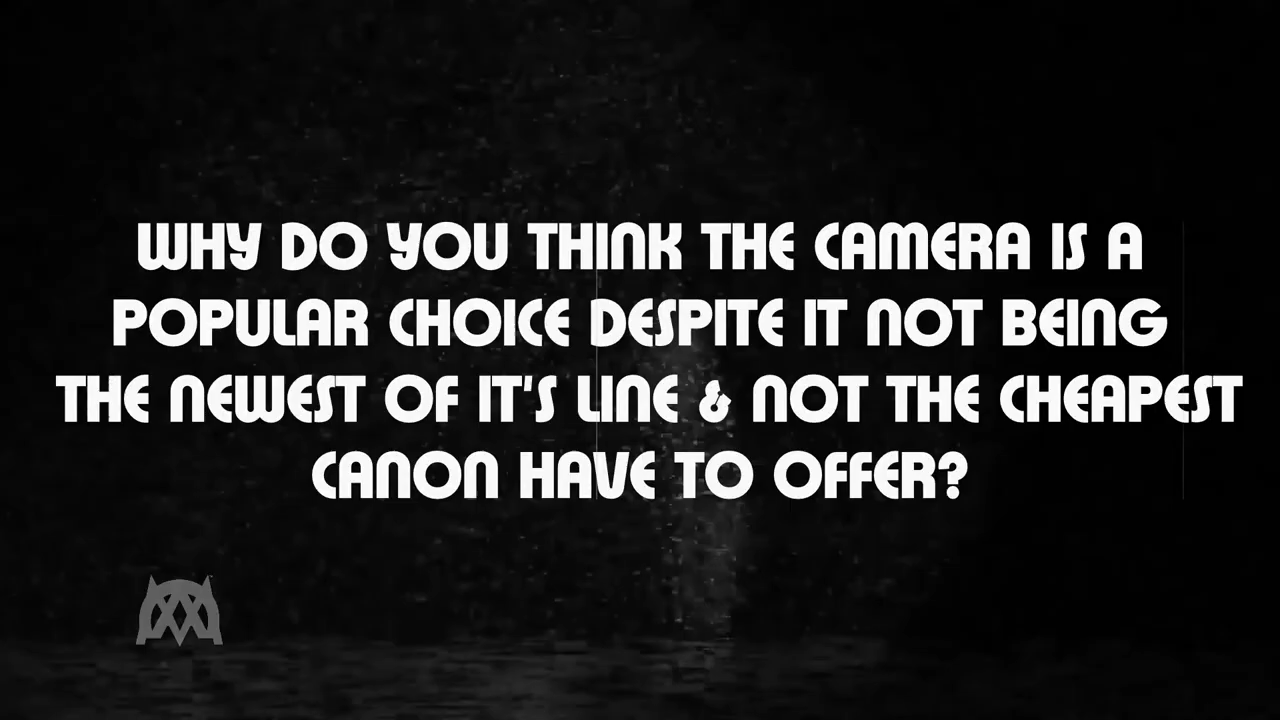 WHY DO YOU THINK THE CAMERA IS A
POPULAR CHOICE DESPITE IT NOT BEING
THE NEWEST OF IT'S LINE & NOT THE CHEAPEST
CANON HAVE TO OFFER?